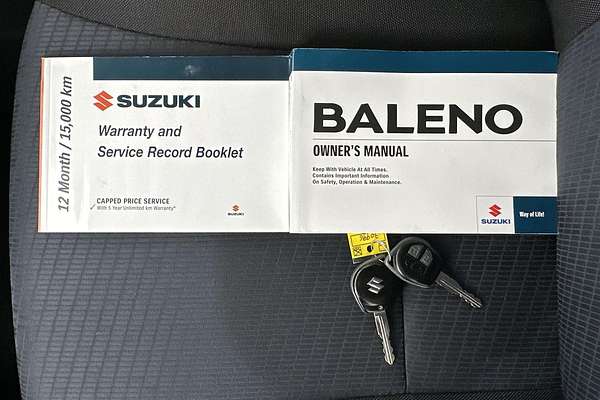 12 Month / 15,000 km
SUZUKI
Warranty and
Service Record Booklet
CAPPED PRICE SERVICE
With 5 Year Unlimited km Warranty*
SUZUKI
BALENO
OWNER'S MANUAL
Keep With Vehicle At All Times.
Contains Important Information
On Safety, Operation & Maintenance.
SUZUKI
Way of Life!